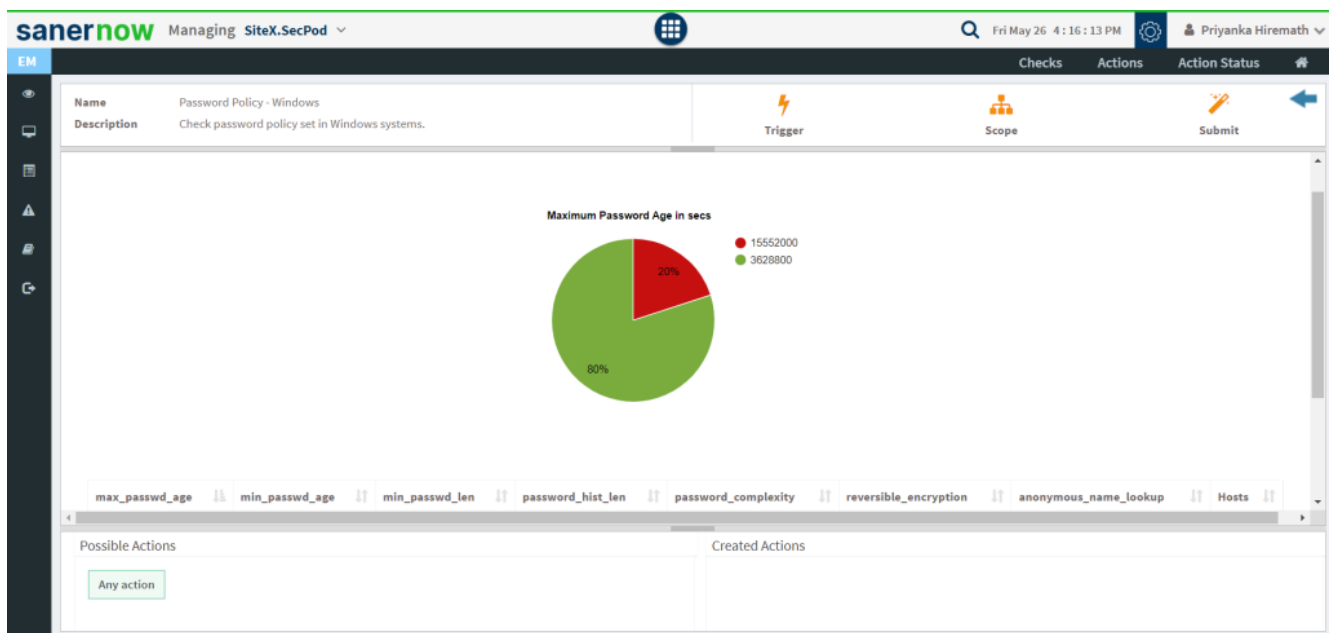 sanernow Managing SiteX.SecPod Fri May 26 4 : 16 : 13 PM Priyanka Hiremath
EM Checks Actions Action Status
Name Password Policy - Windows
Description Check password policy set in Windows systems.
Trigger Scope Submit
Maximum Password Age in secs
15552000
3628800
20%
80%
max_passwd_age min_passwd_age min_passwd_len password_hist_len password_complexity reversible_encryption anonymous_name_lookup Hosts
Possible Actions Created Actions
Any action